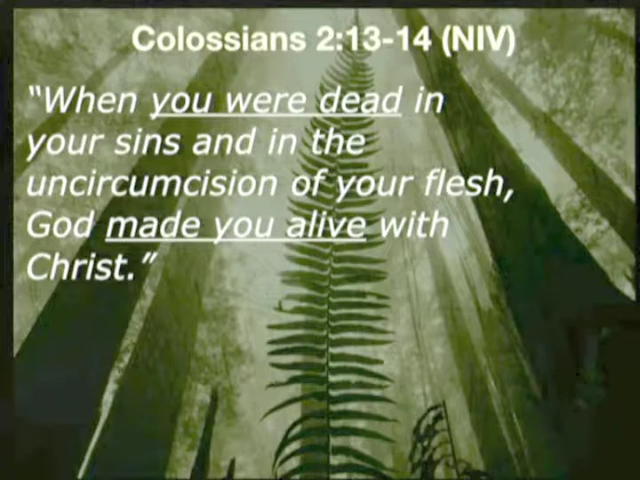 Colossians 2:13-14 (NIV)
“When you were dead in
your sins and in the
uncircumcision of your flesh,
God made you alive with
Christ.”